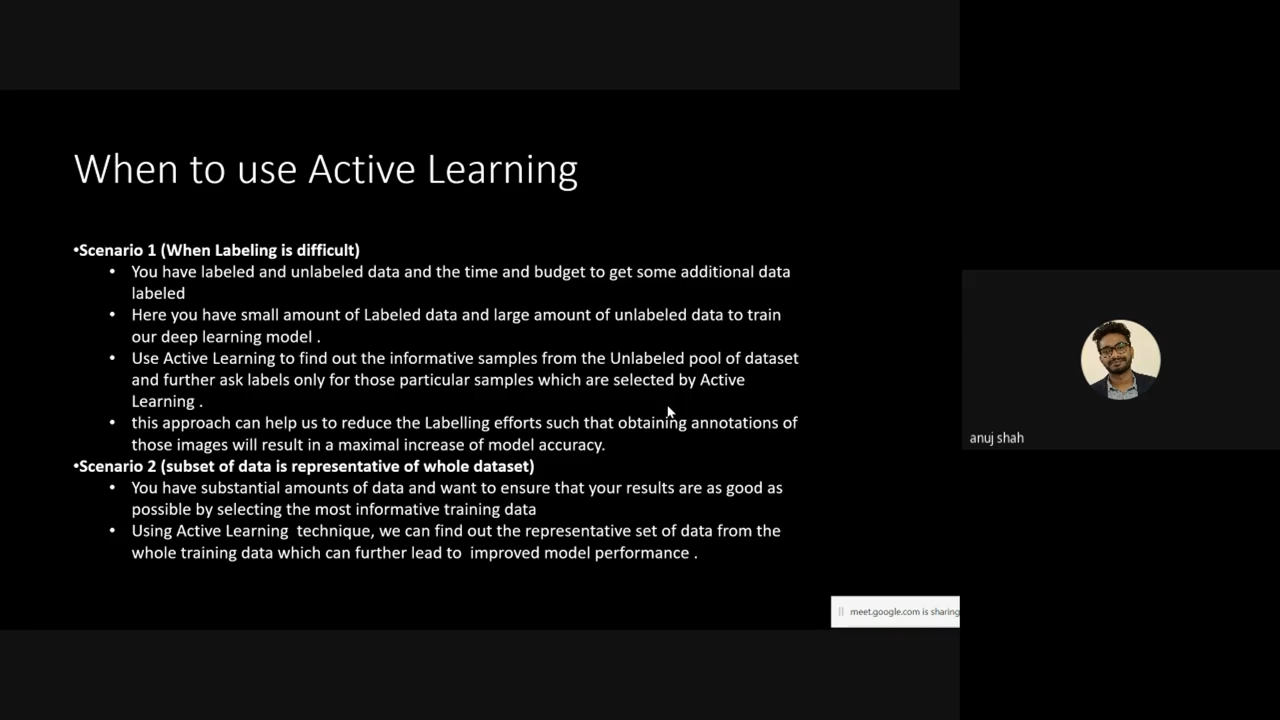 When to use Active Learning
•Scenario 1 (When Labeling is difficult)
• You have labeled and unlabeled data and the time and budget to get some additional data
labeled
• Here you have small amount of Labeled data and large amount of unlabeled data to train
our deep learning model .
• Use Active Learning to find out the informative samples from the Unlabeled pool of dataset
and further ask labels only for those particular samples which are selected by Active
Learning .
• this approach can help us to reduce the Labelling efforts such that obtaining annotations of
those images will result in a maximal increase of model accuracy.
•Scenario 2 (subset of data is representative of whole dataset)
• You have substantial amounts of data and want to ensure that your results are as good as
possible by selecting the most informative training data
• Using Active Learning  technique, we can find out the representative set of data from the
whole training data which can further lead to  improved model performance .
anuj shah
meet.google.com is sharing